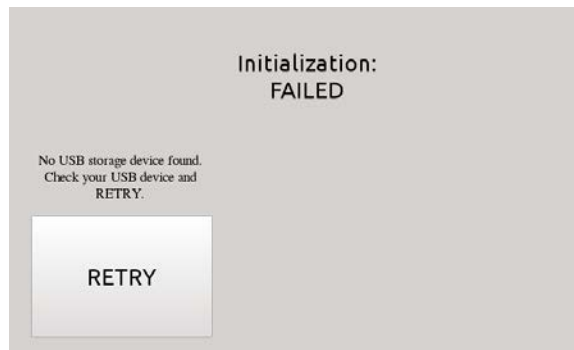 Initialization:
FAILED
No USB storage device found.
Check your USB device and
RETRY.
RETRY